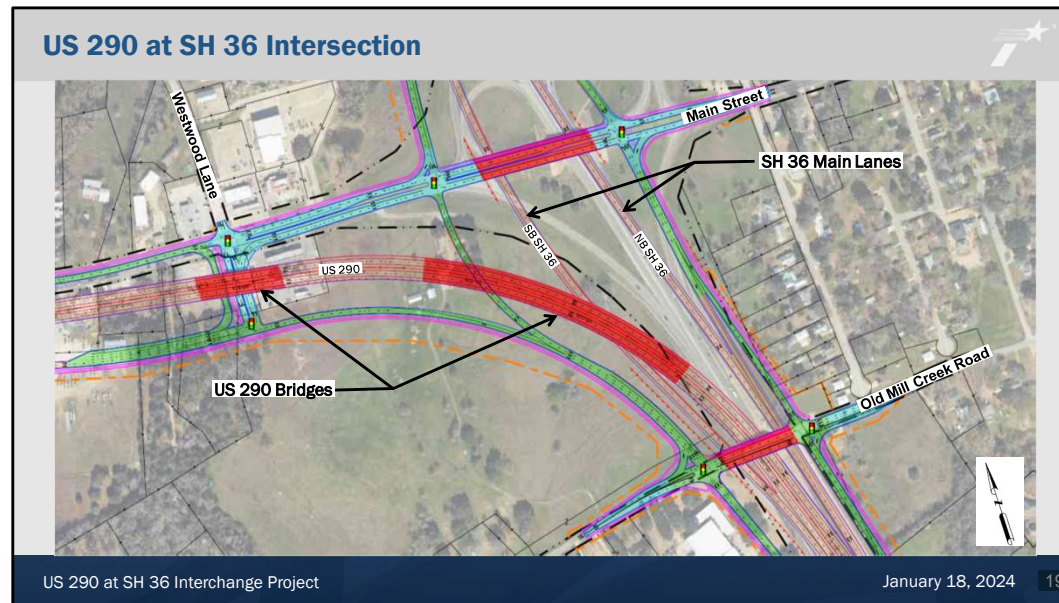 US 290 at SH 36 Intersection
Westwood Lane
Main Street
SH 36 Main Lanes
SB SH 36
NB SH 36
US 290
US 290 Bridges
Old Mill Creek Road
N
US 290 at SH 36 Interchange Project
January 18, 2024
19